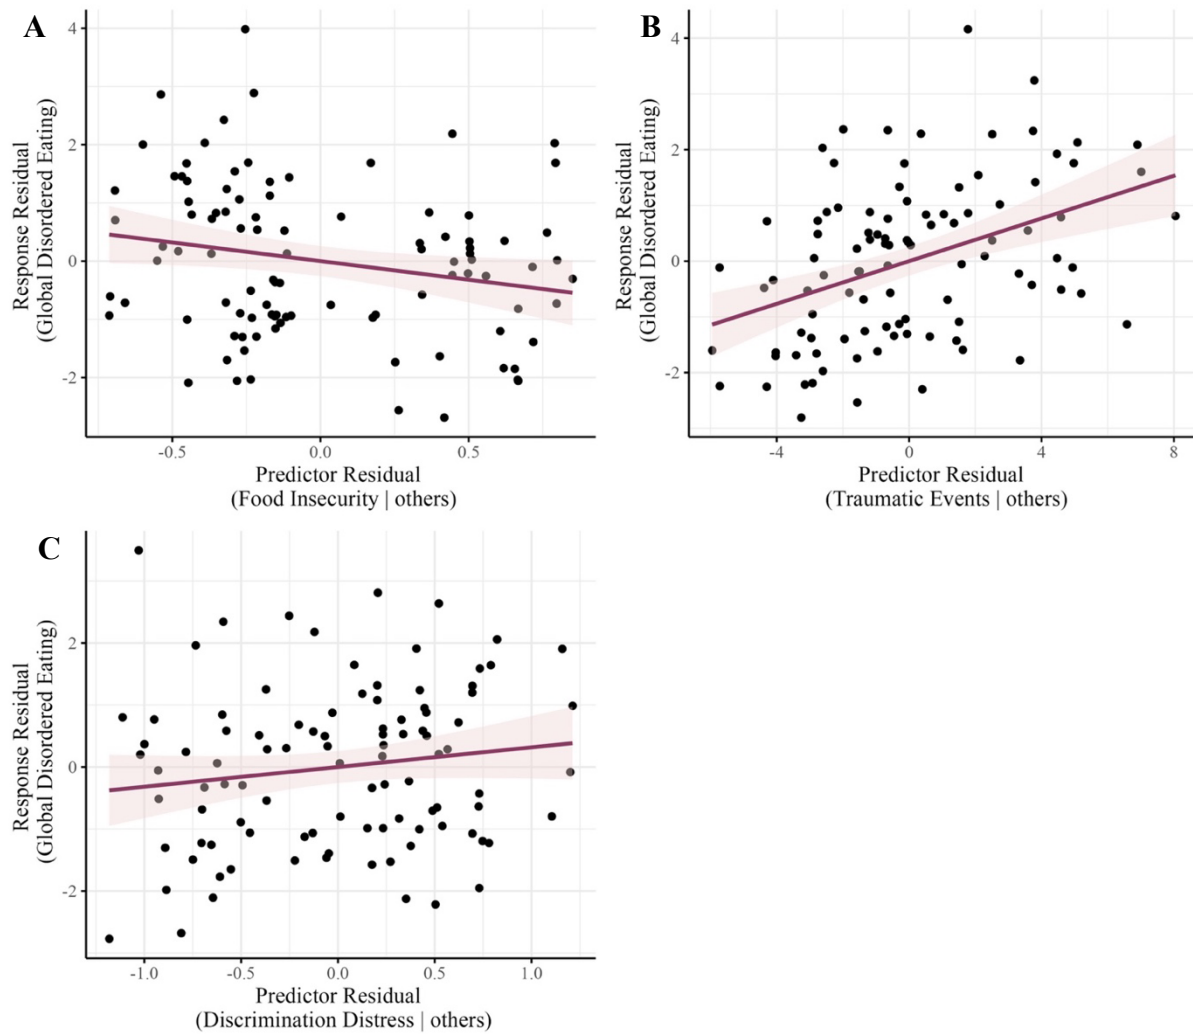 A
Response Residual
(Global Disordered Eating)
4
2
0
-2
-0.5
0.0
0.5
Predictor Residual
(Food Insecurity | others)
B
Response Residual
(Global Disordered Eating)
4
2
0
-2
-4
0
4
8
Predictor Residual
(Traumatic Events | others)
C
Response Residual
(Global Disordered Eating)
2
0
-2
-1.0
-0.5
0.0
0.5
1.0
Predictor Residual
(Discrimination Distress | others)